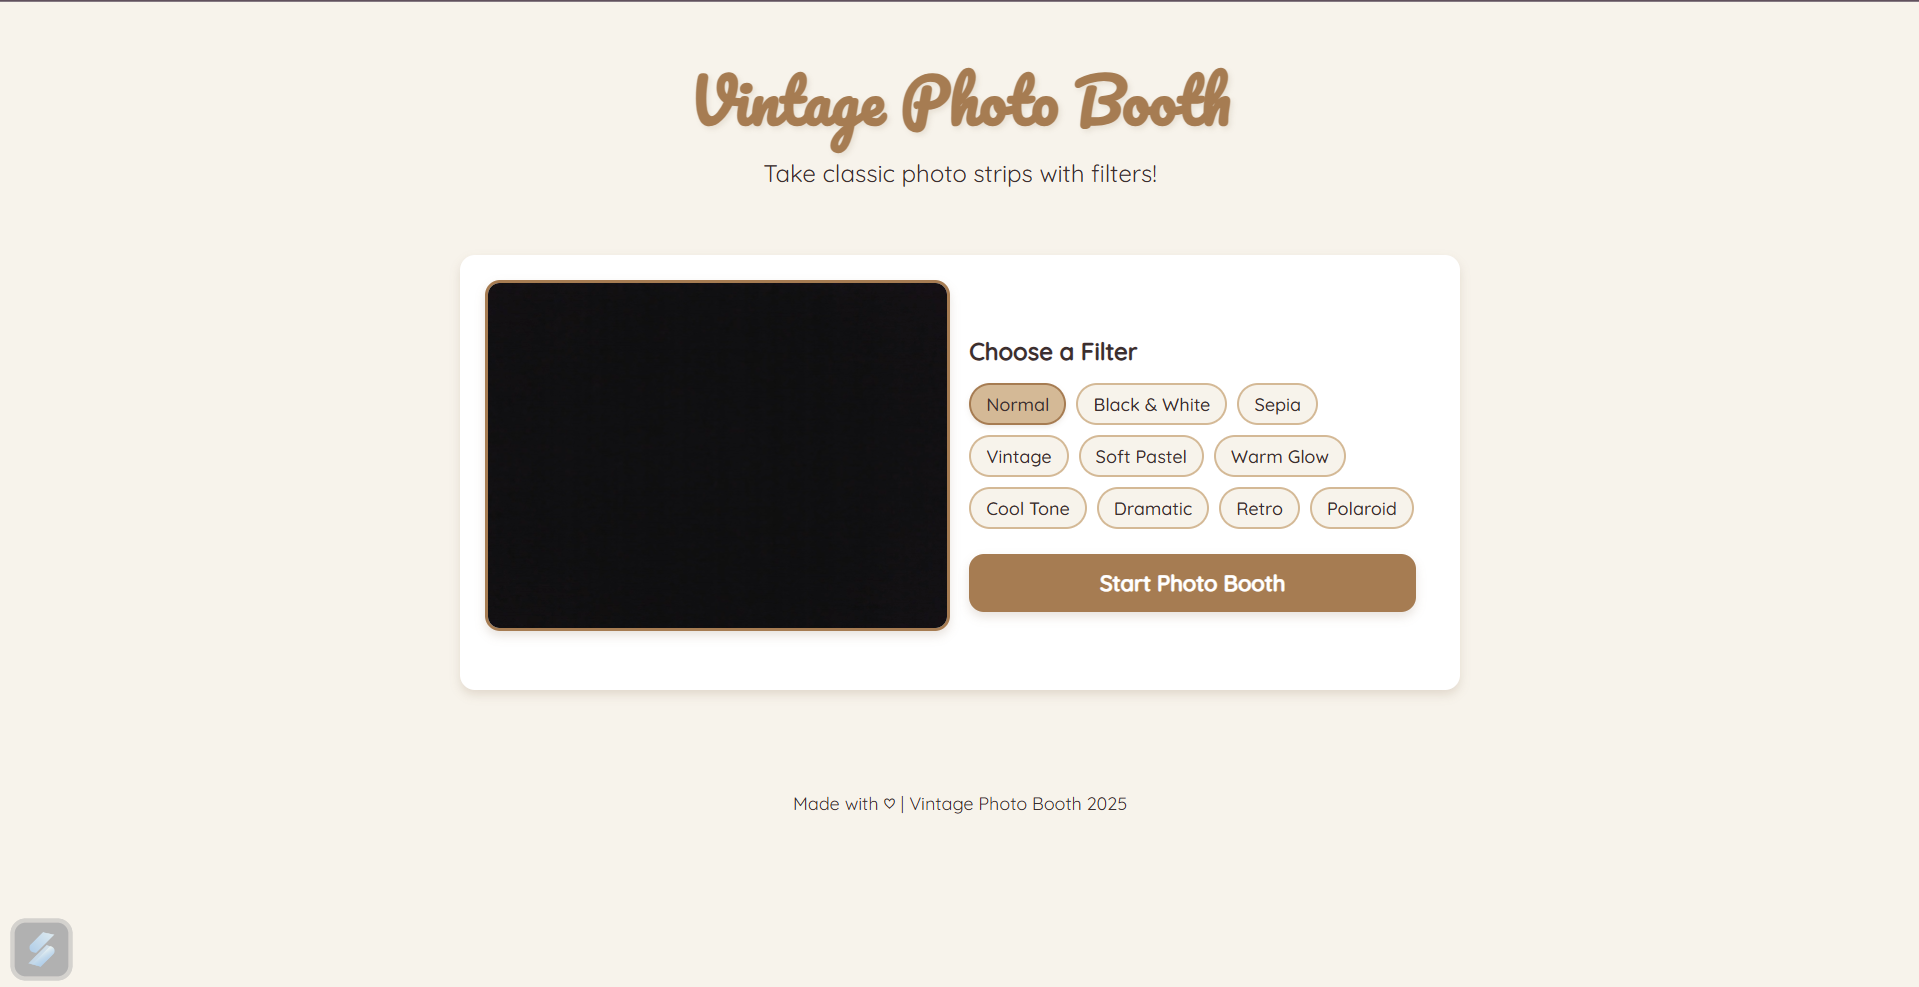 Vintage Photo Booth
Take classic photo strips with filters!
Choose a Filter
Normal Black & White Sepia
Vintage Soft Pastel Warm Glow
Cool Tone Dramatic Retro Polaroid
Start Photo Booth
Made with ♡ | Vintage Photo Booth 2025